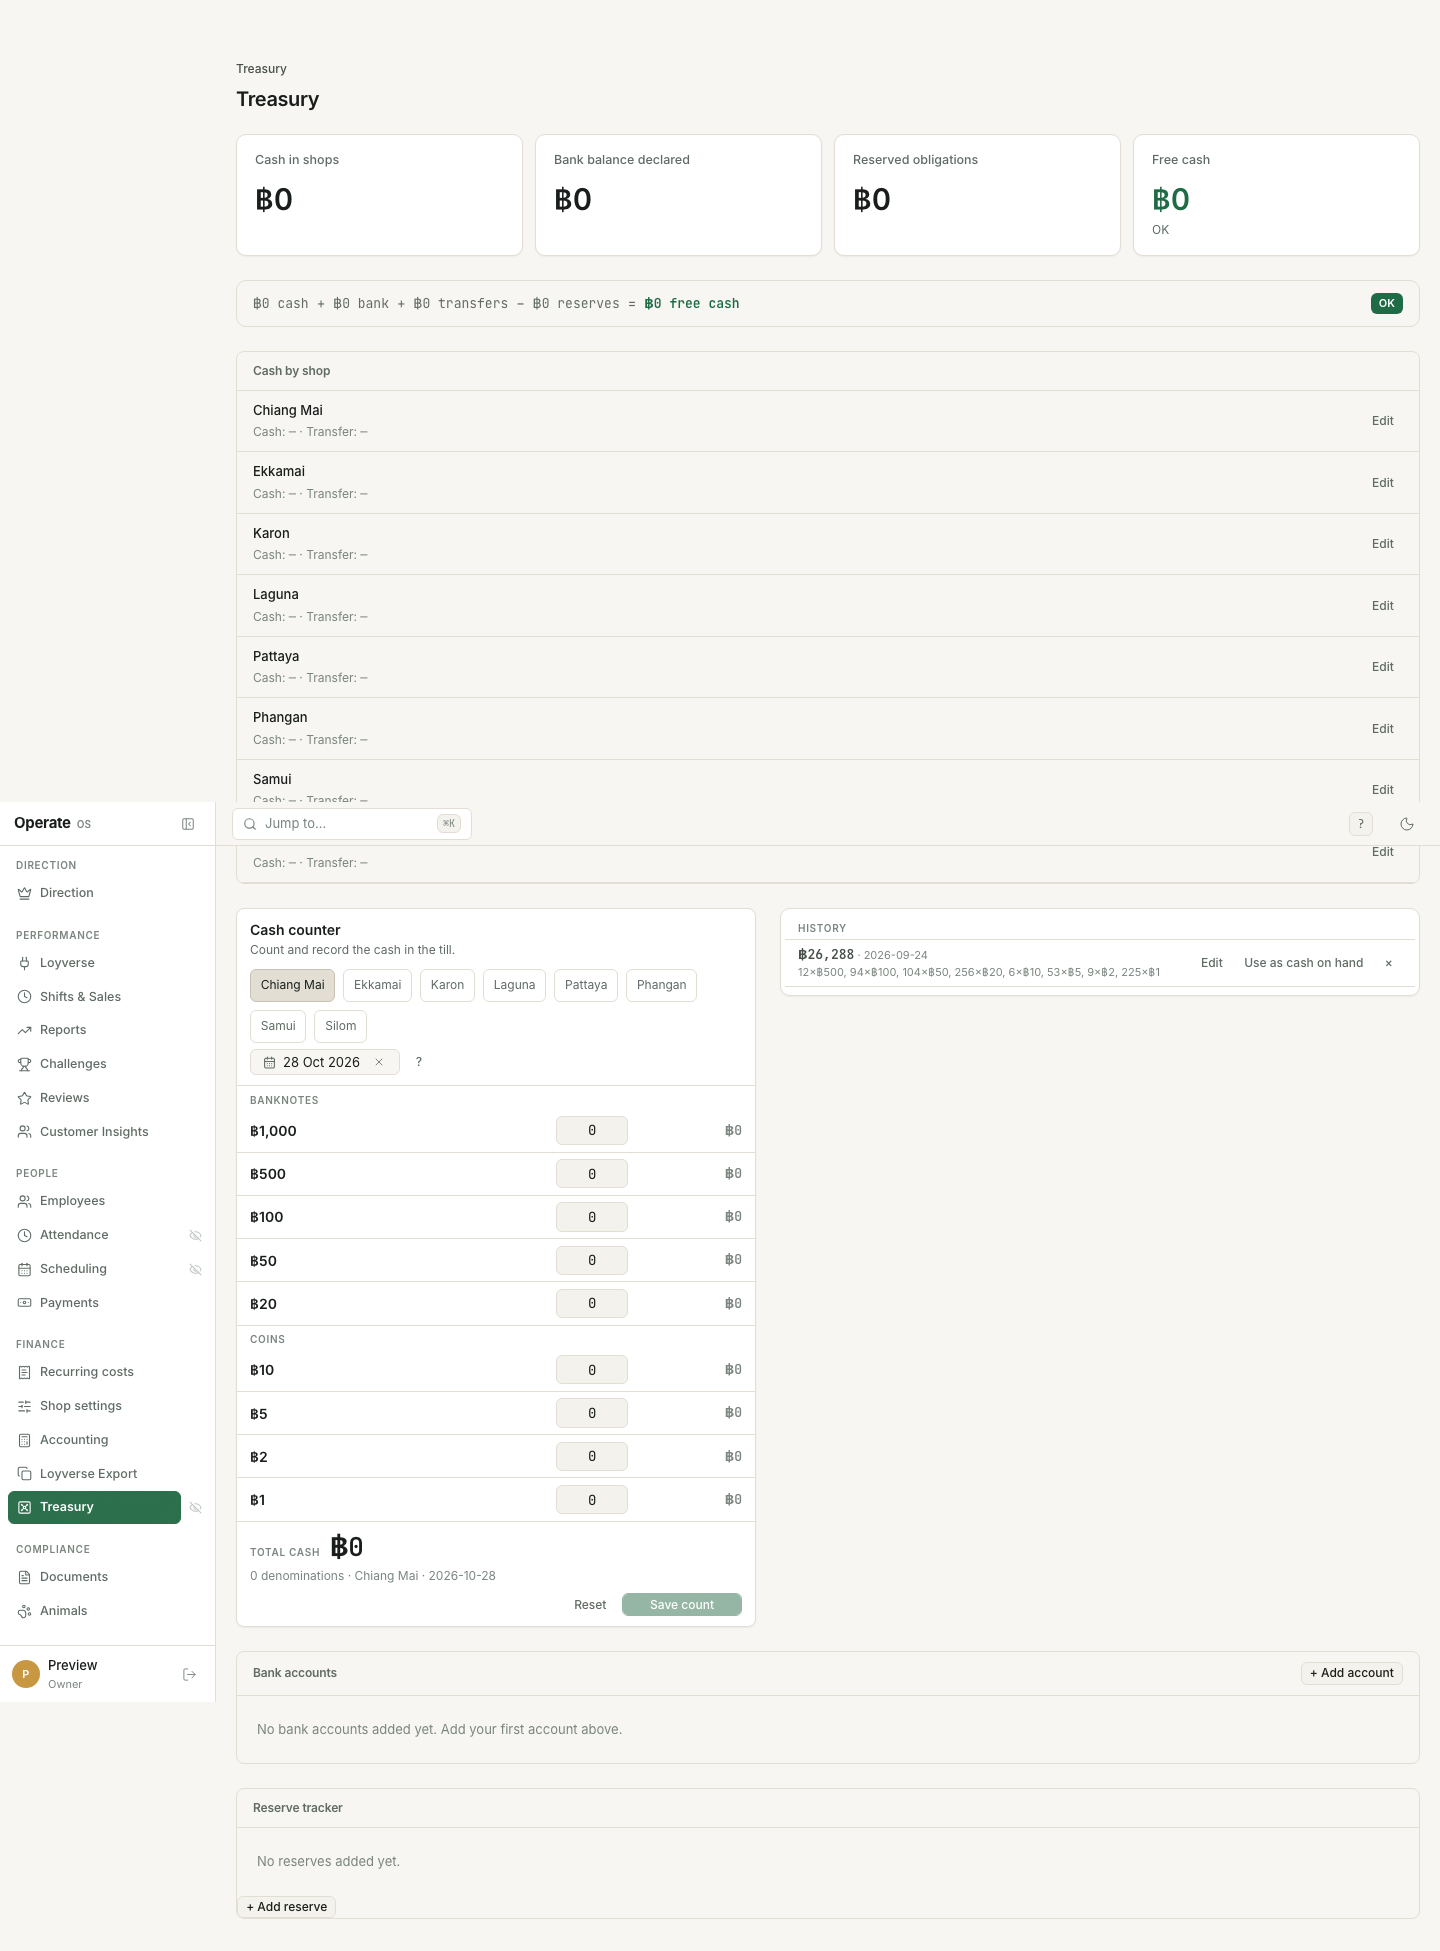 Treasury
Treasury
Cash in shops
฿0
Bank balance declared
฿0
Reserved obligations
฿0
Free cash
฿0
OK
฿0 cash + ฿0 bank + ฿0 transfers − ฿0 reserves = ฿0 free cash
OK
Cash by shop
Chiang Mai
Cash: — · Transfer: —
Edit
Ekkamai
Cash: — · Transfer: —
Edit
Karon
Cash: — · Transfer: —
Edit
Laguna
Cash: — · Transfer: —
Edit
Pattaya
Cash: — · Transfer: —
Edit
Phangan
Cash: — · Transfer: —
Edit
Samui
Cash: — · Transfer: —
Edit
Operate OS
Jump to...
⌘K
?
Cash: — · Transfer: —
Edit
DIRECTION
Direction
PERFORMANCE
Loyverse
Shifts & Sales
Reports
Challenges
Reviews
Customer Insights
PEOPLE
Employees
Attendance
Scheduling
Payments
FINANCE
Recurring costs
Shop settings
Accounting
Loyverse Export
Treasury
COMPLIANCE
Documents
Animals
P
Preview
Owner
Cash counter
Count and record the cash in the till.
Chiang Mai
Ekkamai
Karon
Laguna
Pattaya
Phangan
Samui
Silom
28 Oct 2026 ×
?
BANKNOTES
฿1,000 0 ฿0
฿500 0 ฿0
฿100 0 ฿0
฿50 0 ฿0
฿20 0 ฿0
COINS
฿10 0 ฿0
฿5 0 ฿0
฿2 0 ฿0
฿1 0 ฿0
TOTAL CASH ฿0
0 denominations · Chiang Mai · 2026-10-28
Reset
Save count
HISTORY
฿26,288 · 2026-09-24
12×฿500, 94×฿100, 104×฿50, 256×฿20, 6×฿10, 53×฿5, 9×฿2, 225×฿1
Edit
Use as cash on hand
×
Bank accounts
+ Add account
No bank accounts added yet. Add your first account above.
Reserve tracker
No reserves added yet.
+ Add reserve